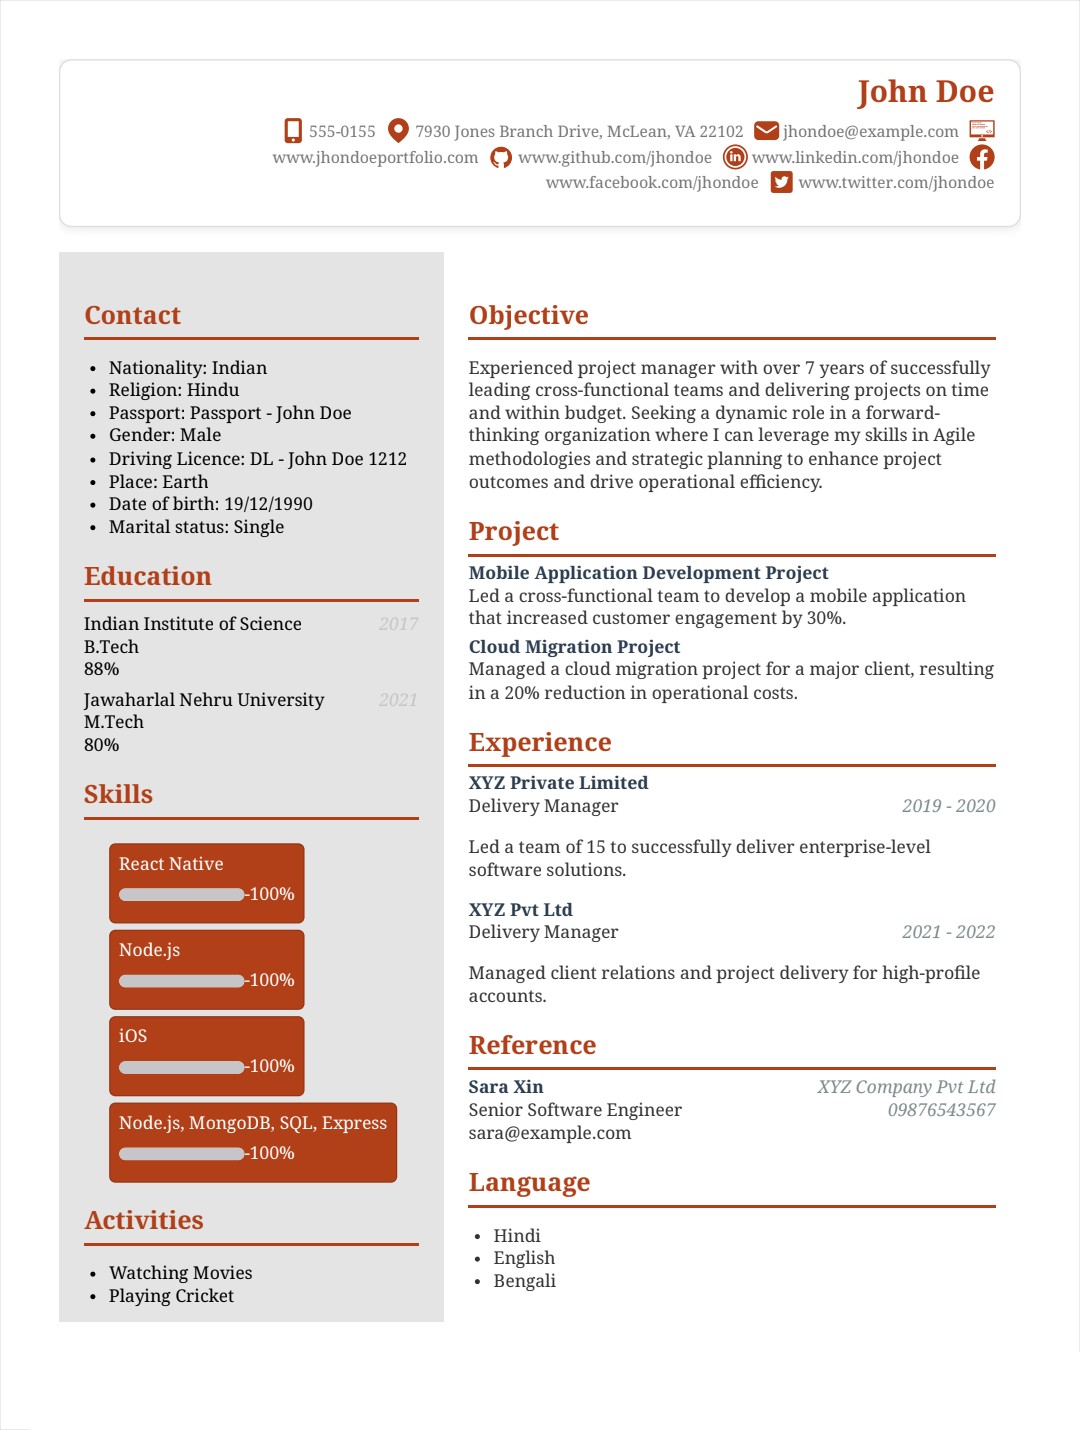 John Doe
555-0155 7930 Jones Branch Drive, McLean, VA 22102 jhondoe@example.com
www.jhondoeportfolio.com www.github.com/jhondoe www.linkedin.com/jhondoe
www.facebook.com/jhondoe www.twitter.com/jhondoe
Contact
• Nationality: Indian
• Religion: Hindu
• Passport: Passport - John Doe
• Gender: Male
• Driving Licence: DL - John Doe 1212
• Place: Earth
• Date of birth: 19/12/1990
• Marital status: Single
Education
Indian Institute of Science 2017
B.Tech
88%
Jawaharlal Nehru University 2021
M.Tech
80%
Skills
React Native
-100%
Node.js
-100%
iOS
-100%
Node.js, MongoDB, SQL, Express
-100%
Activities
• Watching Movies
• Playing Cricket
Objective
Experienced project manager with over 7 years of successfully
leading cross-functional teams and delivering projects on time
and within budget. Seeking a dynamic role in a forward-
thinking organization where I can leverage my skills in Agile
methodologies and strategic planning to enhance project
outcomes and drive operational efficiency.
Project
Mobile Application Development Project
Led a cross-functional team to develop a mobile application
that increased customer engagement by 30%.
Cloud Migration Project
Managed a cloud migration project for a major client, resulting
in a 20% reduction in operational costs.
Experience
XYZ Private Limited
Delivery Manager 2019 - 2020
Led a team of 15 to successfully deliver enterprise-level
software solutions.
XYZ Pvt Ltd
Delivery Manager 2021 - 2022
Managed client relations and project delivery for high-profile
accounts.
Reference
Sara Xin XYZ Company Pvt Ltd
Senior Software Engineer 09876543567
sara@example.com
Language
• Hindi
• English
• Bengali